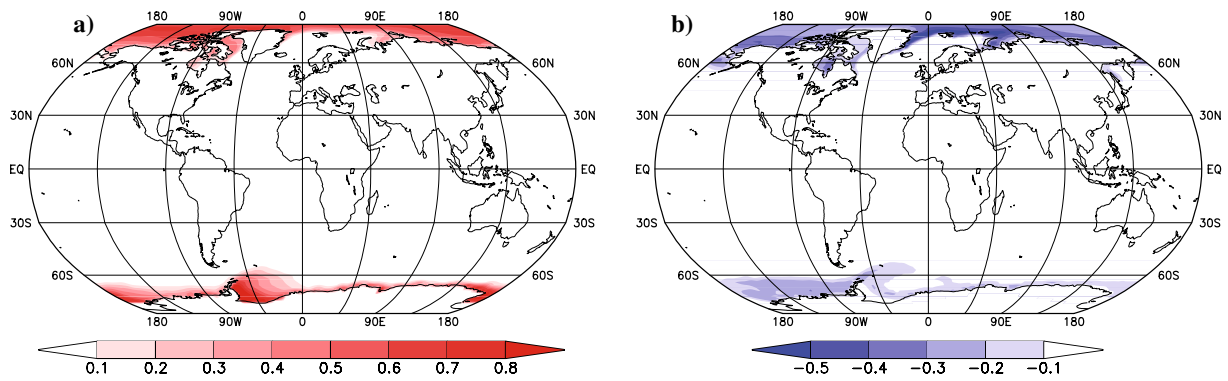 a) 180 90W 0 90E 180
60N 60N
30N 30N
EQ EQ
30S 30S
60S 60S
180 90W 0 90E 180
0.1 0.2 0.3 0.4 0.5 0.6 0.7 0.8
b) 180 90W 0 90E 180
60N 60N
30N 30N
EQ EQ
30S 30S
60S 60S
180 90W 0 90E 180
−0.5 −0.4 −0.3 −0.2 −0.1